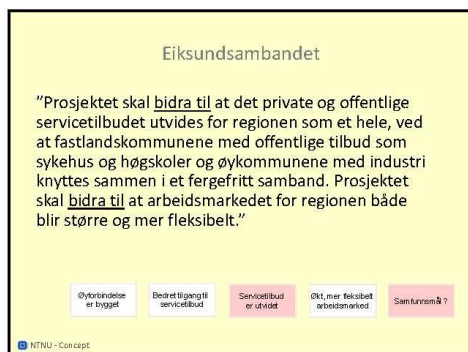 Eiksundsambandet
”Prosjektet skal bidra til at det private og offentlige
servicetilbudet utvides for regionen som et hele, ved
at fastlandskommunene med offentlige tilbud som
sykehus og høgskoler og øykommunene med industri
knyttes sammen i et fergefritt samband. Prosjektet
skal bidra til at arbeidsmarkedet for regionen både
blir større og mer fleksibelt.”
Øyforbindelse
er bygget
Bedret tilgang til
servicetilbud
Servicetilbud
er utvidet
Økt, mer fleksibelt
arbeidsmarked
Samfunnsmål ?
NTNU - Concept